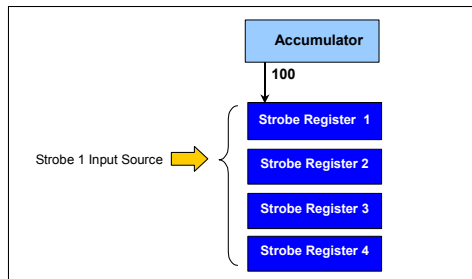 Accumulator
100
Strobe Register 1
Strobe 1 Input Source
Strobe Register 2
Strobe Register 3
Strobe Register 4